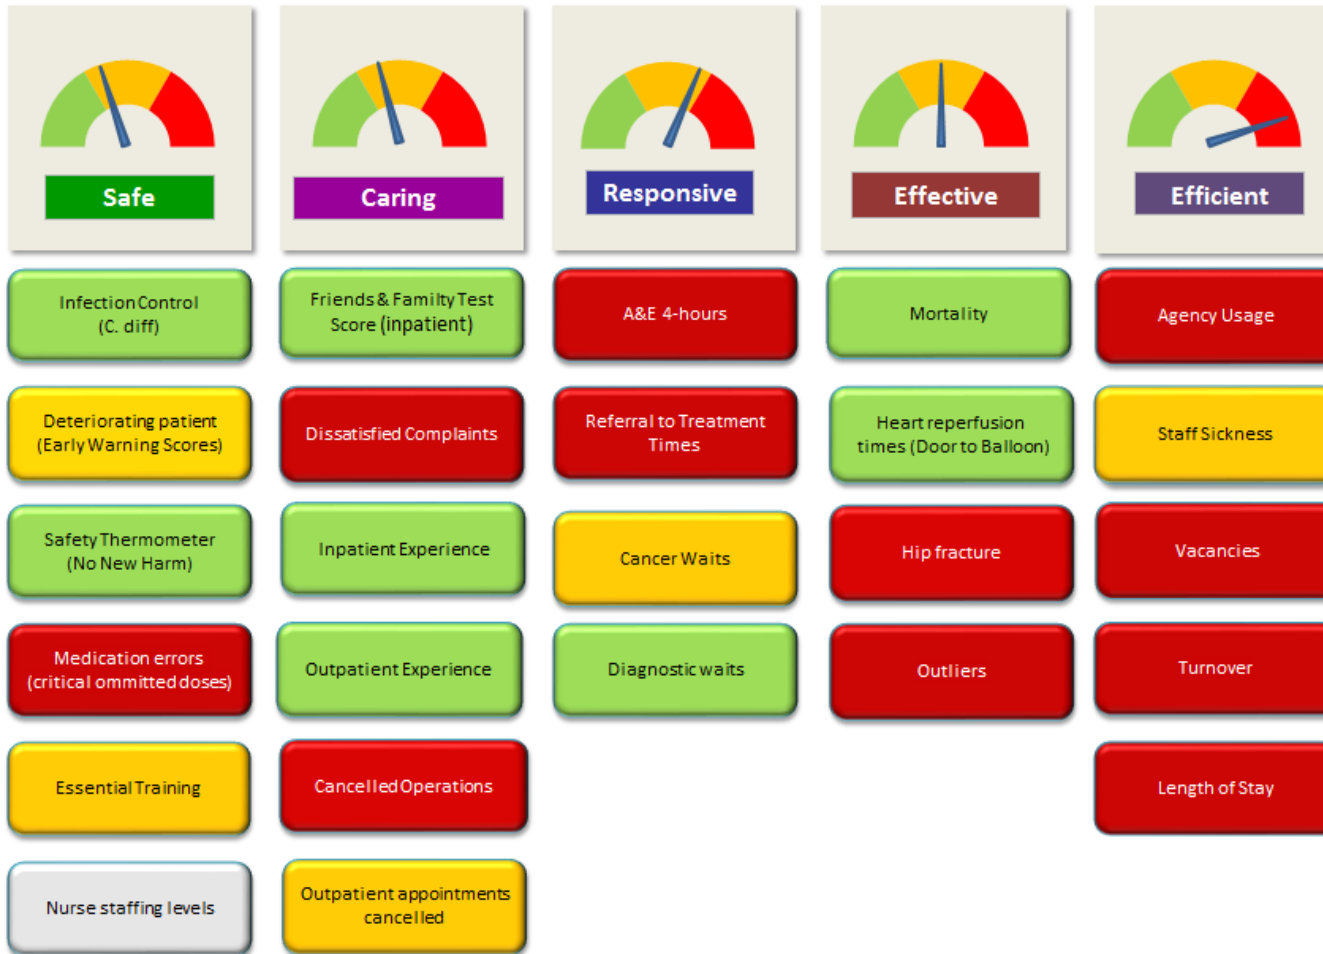 Safe
Caring
Responsive
Effective
Efficient
Infection Control
(C. diff)
Friends & Familty Test
Score (inpatient)
A&E 4-hours
Mortality
Agency Usage
Deteriorating patient
(Early Warning Scores)
Dissatisfied Complaints
Referral to Treatment
Times
Heart reperfusion
times (Door to Balloon)
Staff Sickness
Safety Thermometer
(No New Harm)
Inpatient Experience
Cancer Waits
Hip fracture
Vacancies
Medication errors
(critical ommitted doses)
Outpatient Experience
Diagnostic waits
Outliers
Turnover
Essential Training
Cancelled Operations
Length of Stay
Nurse staffing levels
Outpatient appointments
cancelled